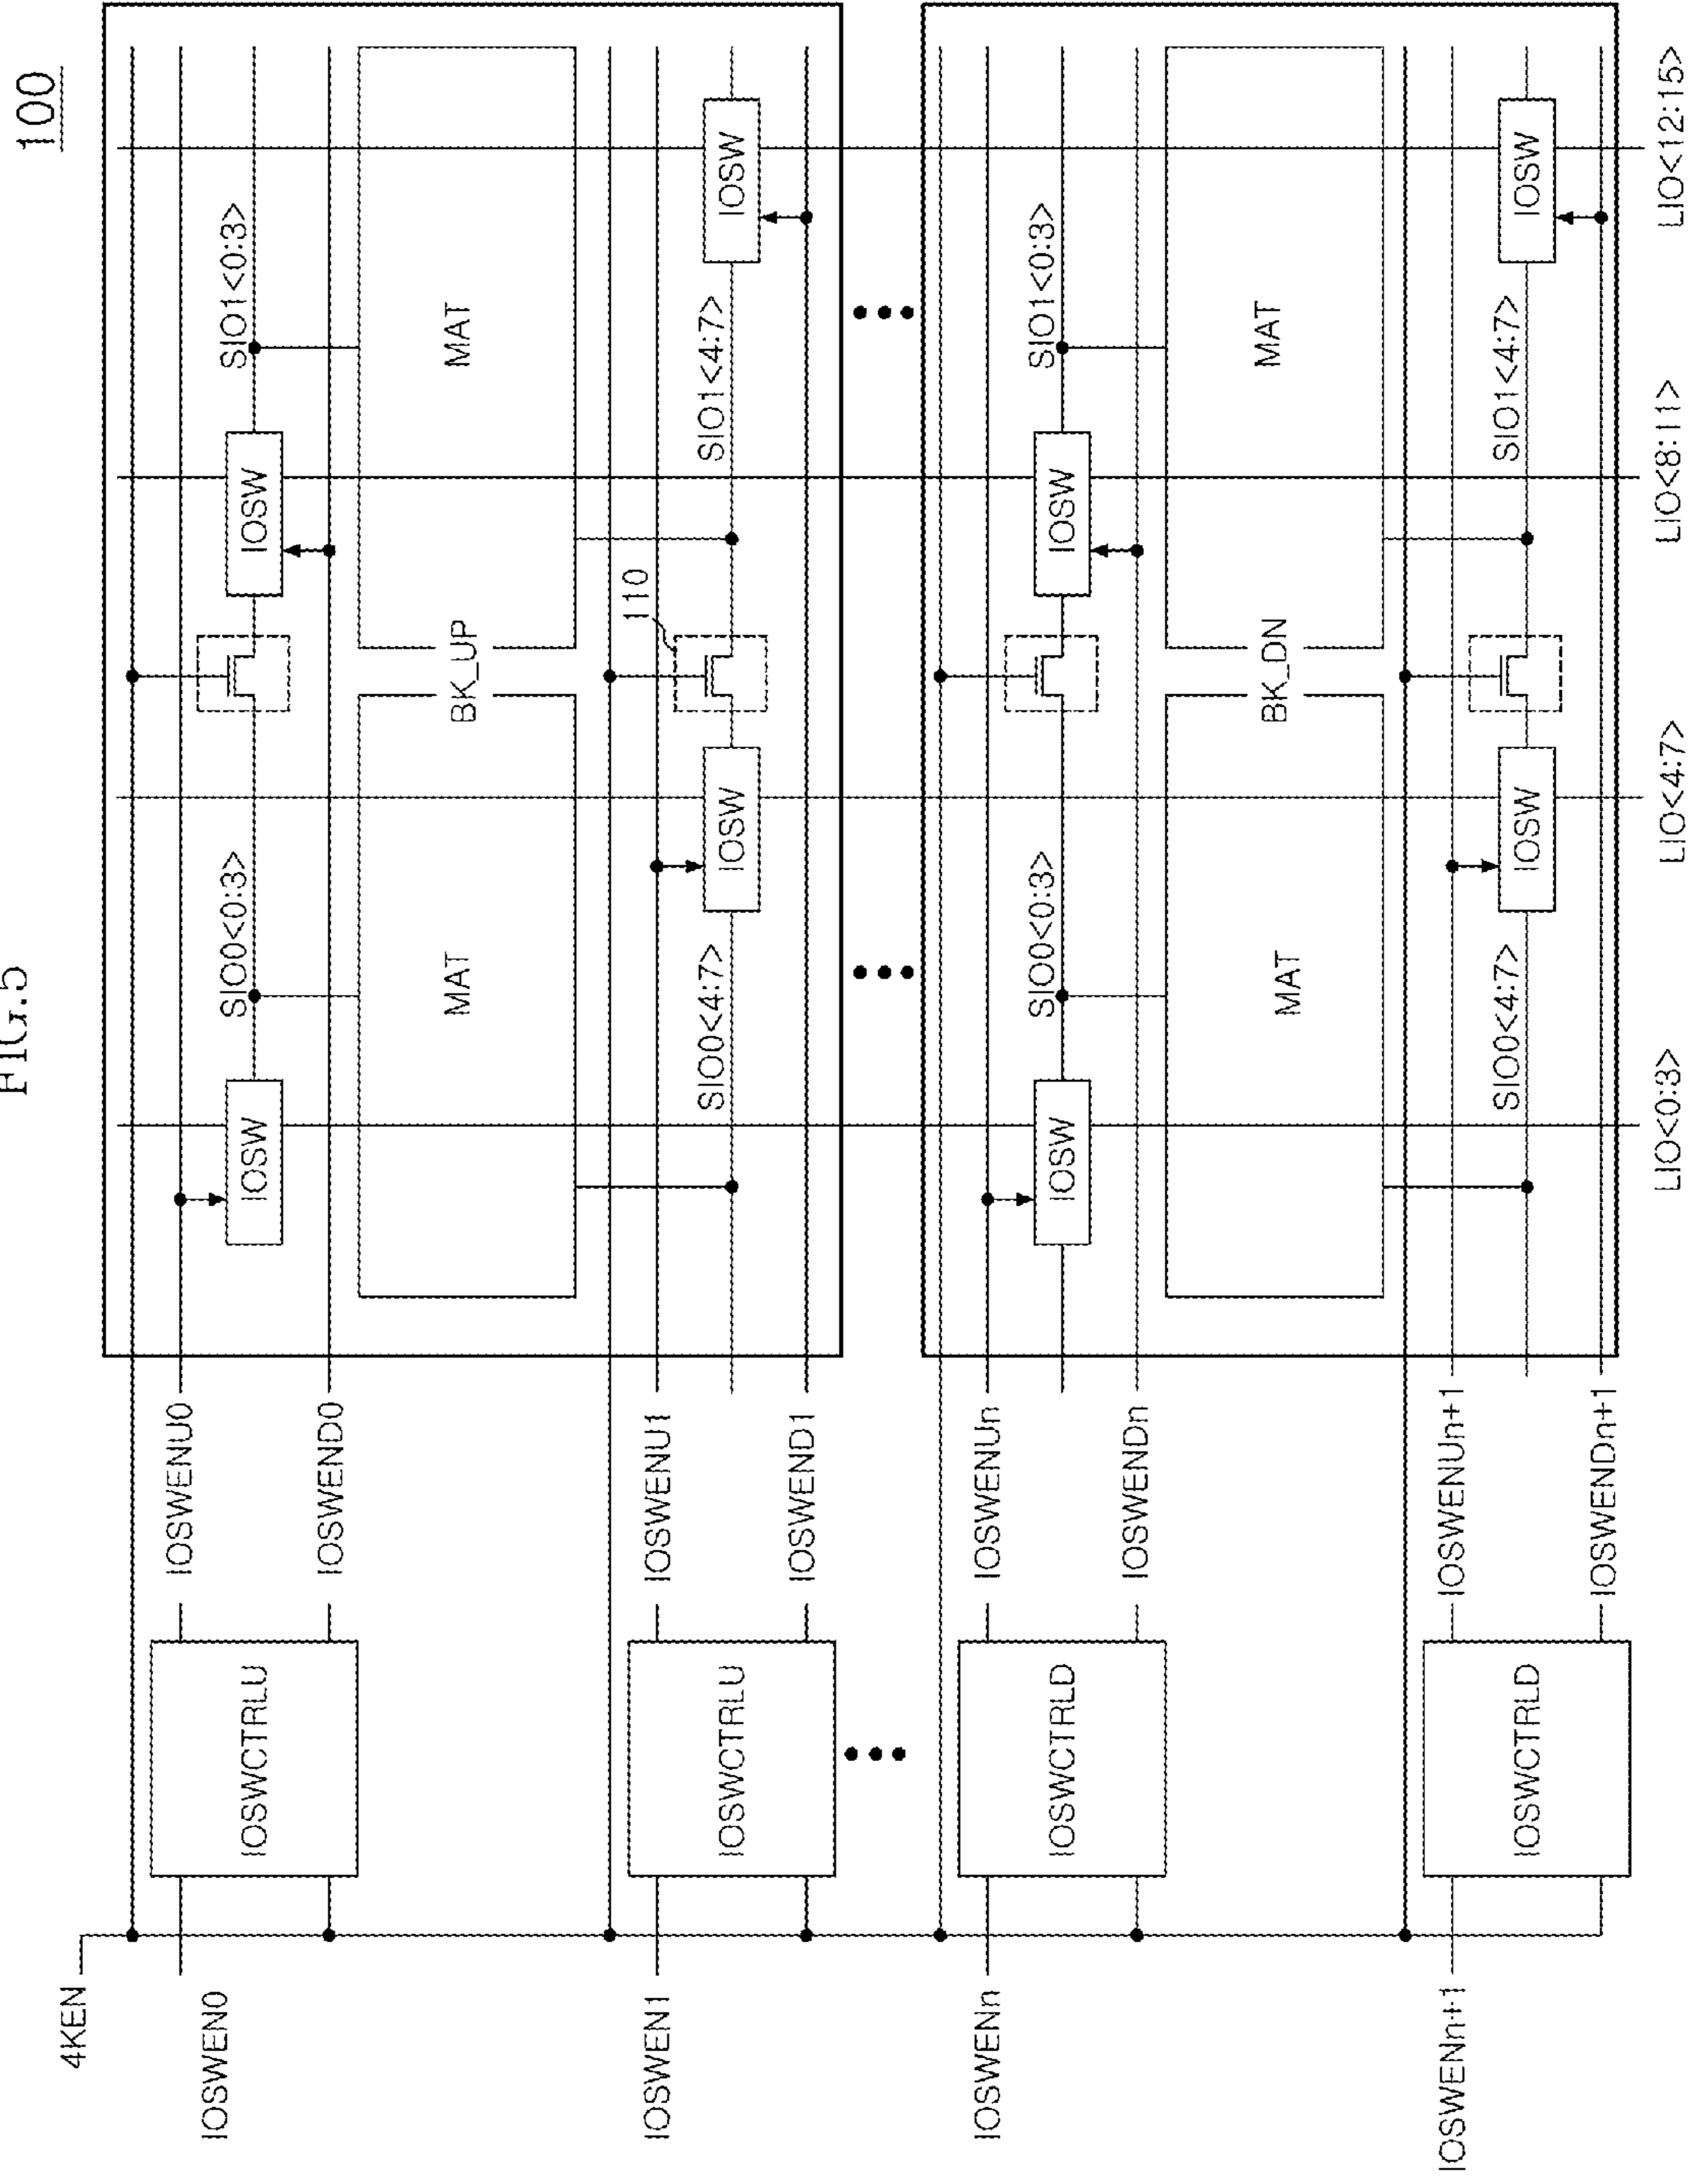 FIG.5
100
4KEN
IOSWENU0
IOSWEN0
SIO0<0:3>
SIO1<0:3>
IOSWCTRLU
IOSW
IOSW
IOSWEND0
MAT
BK_UP
MAT
110
IOSWEN1
IOSWENU1
SIO0<4:7>
SIO1<4:7>
IOSWCTRLU
IOSW
IOSW
IOSWEND1
IOSWENn
IOSWENUn
SIO0<0:3>
SIO1<0:3>
IOSWCTRLD
IOSW
IOSW
IOSWENDn
MAT
BK_DN
MAT
IOSWENn+1
IOSWENUn+1
SIO0<4:7>
SIO1<4:7>
IOSWCTRLD
IOSW
IOSW
IOSWENDn+1
LIO<0:3>
LIO<4:7>
LIO<8:11>
LIO<12:15>